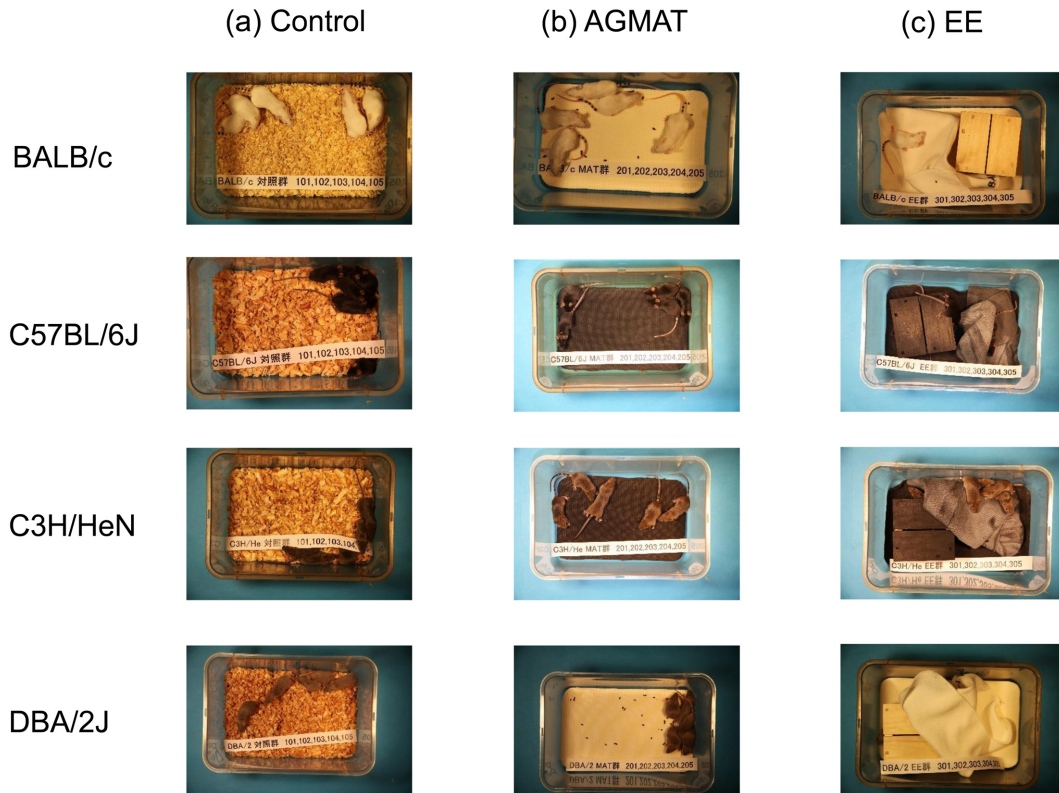 (a) Control
(b) AGMAT
(c) EE
BALB/c
BALB/c 対照群 101,102,103,104,105
BALB/c MAT群 201,202,203,204,205
BALB/c EE群 301,302,303,304,305
C57BL/6J
C57BL/6J 対照群 101,102,103,104,105
C57BL/6J MAT群 201,202,203,204,205
C57BL/6J EE群 301,302,303,304,305
C3H/HeN
C3H/He 対照群 101,102,103,104
C3H/He MAT群 201,202,203,204,205
C3H/He EE群 301,302,303,304,305
DBA/2J
DBA/2 対照群 101,102,103,104,105
DBA/2 MAT群 201,202,203,204,205
DBA/2 EE群 301,302,303,304,305